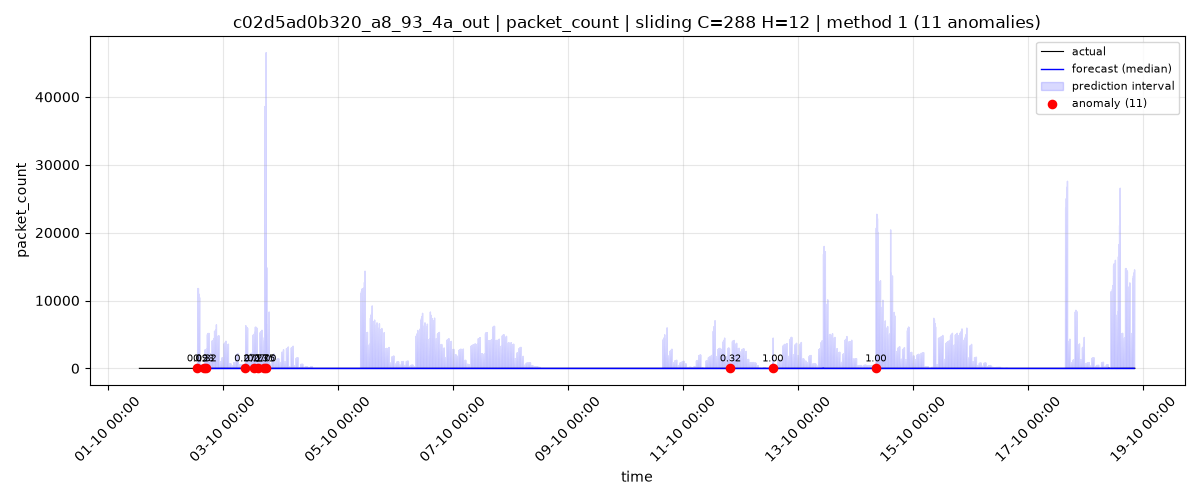 c02d5ad0b320_a8_93_4a_out | packet_count | sliding C=288 H=12 | method 1 (11 anomalies)
actual
forecast (median)
prediction interval
anomaly (11)
packet_count
40000
30000
20000
10000
0
0.32
1.00
1.00
01-10 00:00
03-10 00:00
05-10 00:00
07-10 00:00
09-10 00:00
11-10 00:00
13-10 00:00
15-10 00:00
17-10 00:00
19-10 00:00
time